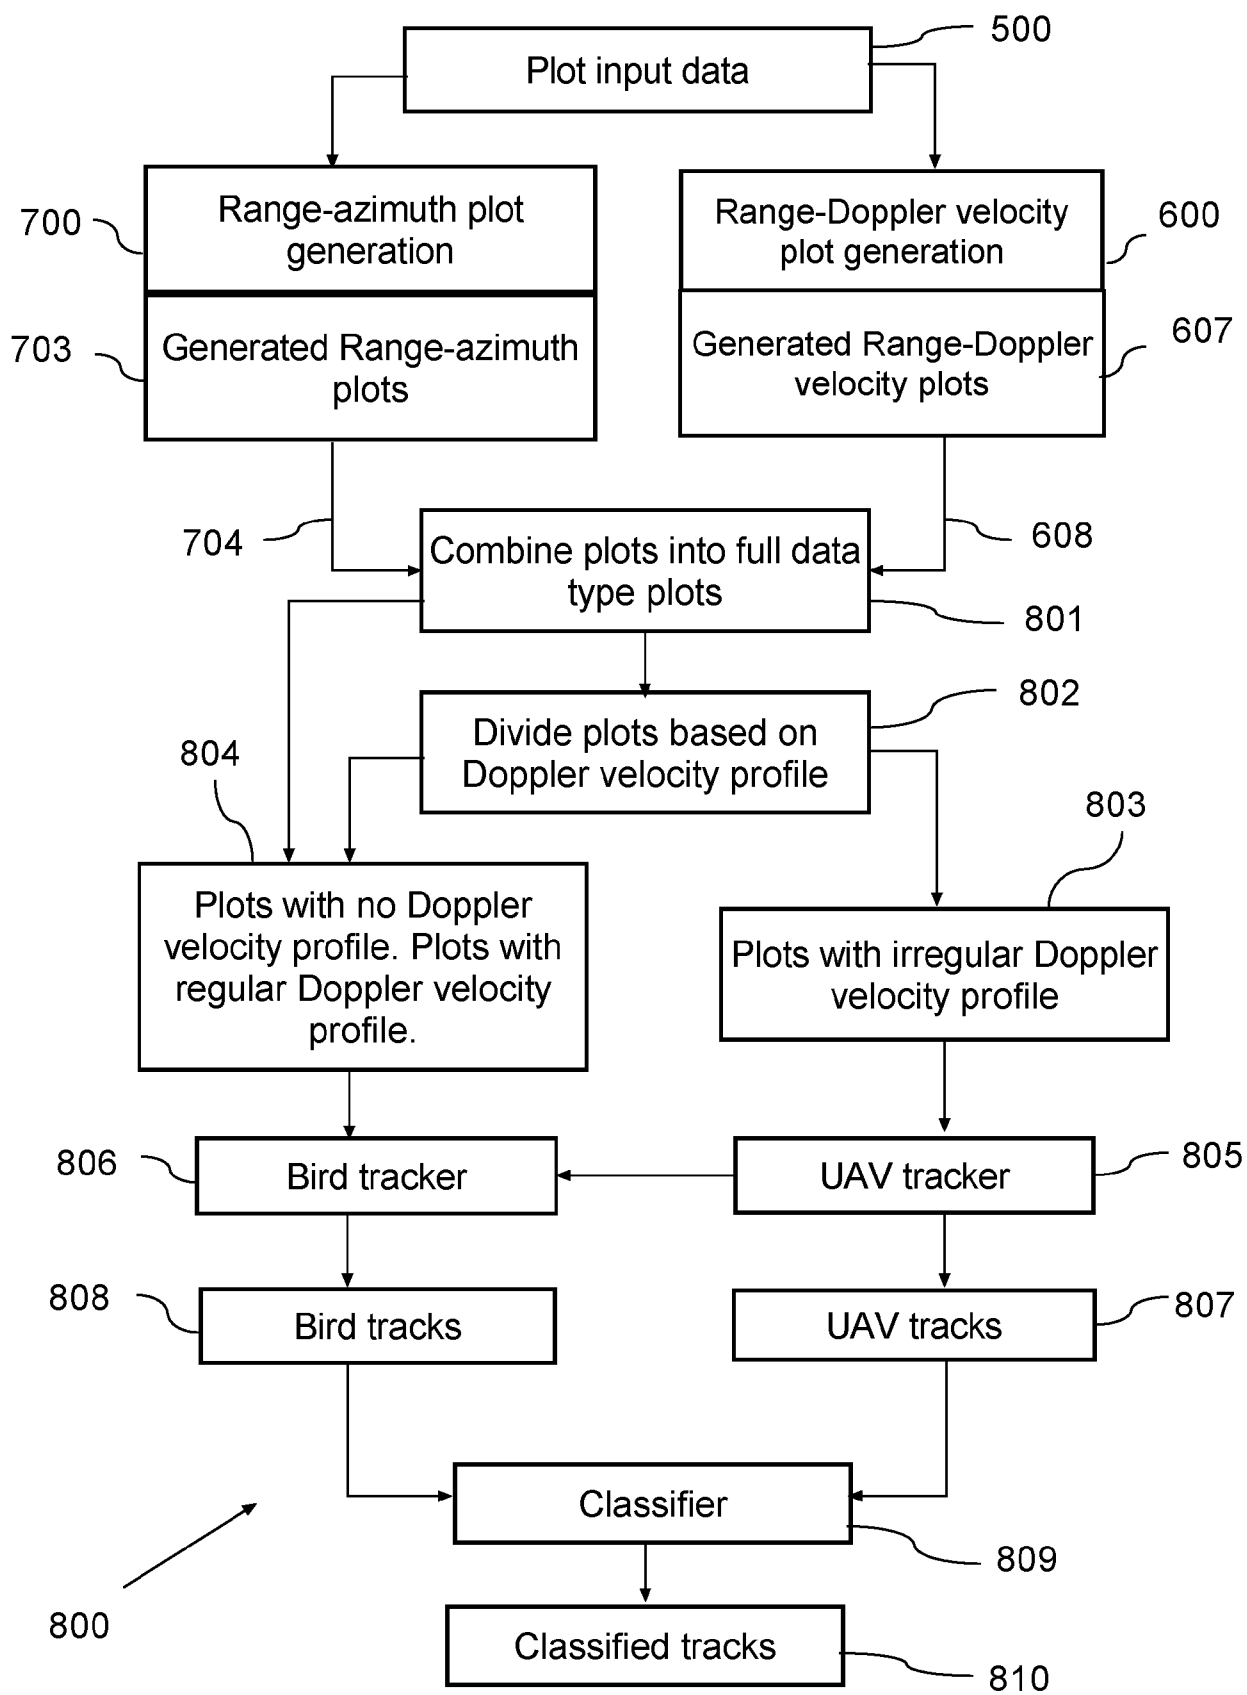 500
Plot input data
Range-azimuth plot
generation
700
Range-Doppler velocity
plot generation
600
Generated Range-azimuth
plots
703
Generated Range-Doppler
velocity plots
607
704
608
Combine plots into full data
type plots
801
802
Divide plots based on
Doppler velocity profile
804
803
Plots with no Doppler
velocity profile. Plots with
regular Doppler velocity
profile.
Plots with irregular Doppler
velocity profile
806
Bird tracker
UAV tracker
805
808
Bird tracks
UAV tracks
807
Classifier
809
800
Classified tracks
810